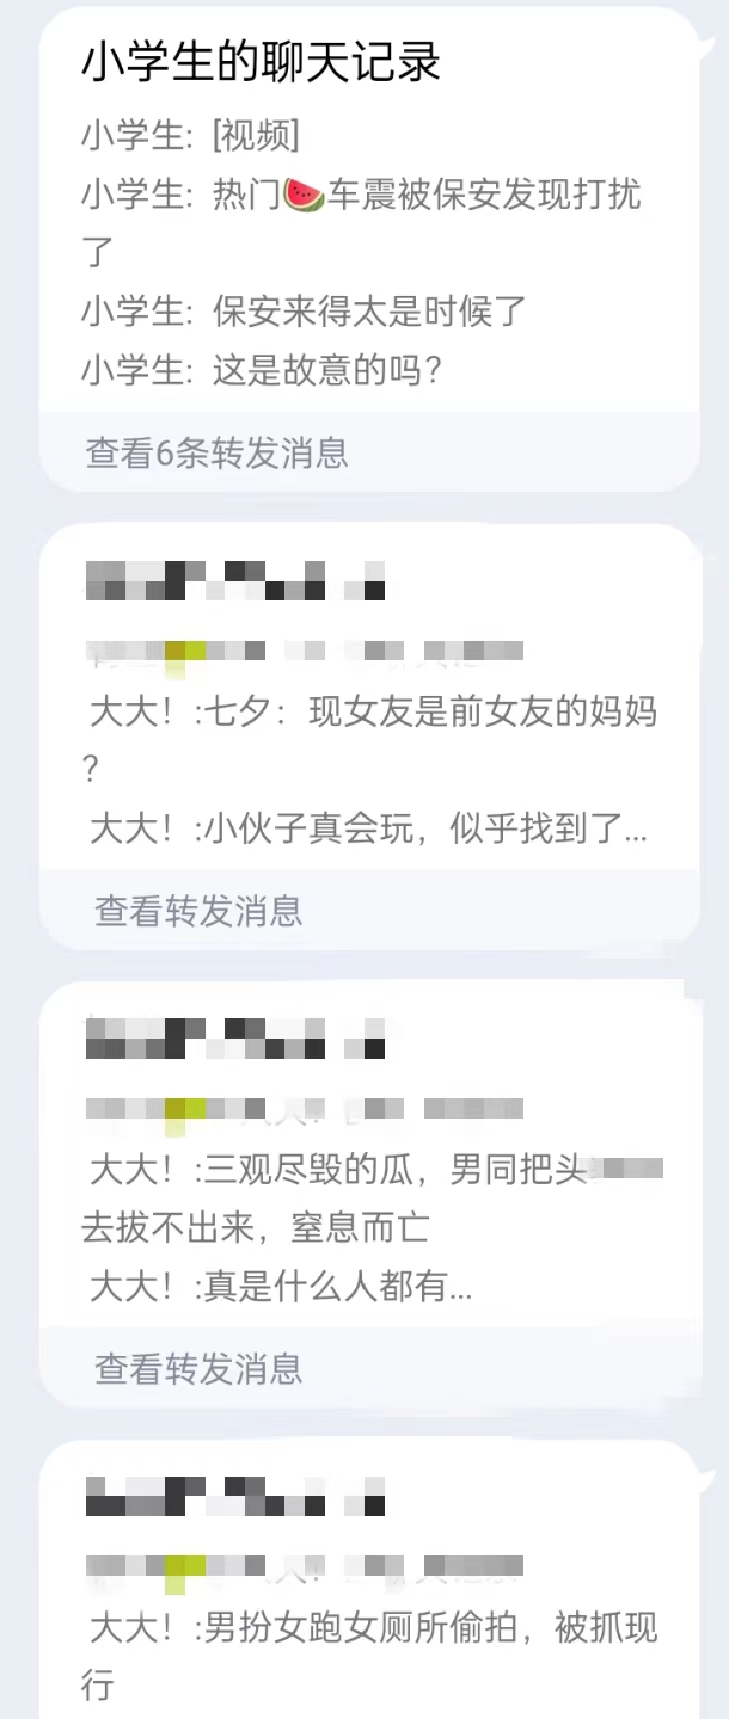 小学生的聊天记录
小学生: [视频]
小学生: 热门🍉车震被保安发现打扰
了
小学生: 保安来得太是时候了
小学生: 这是故意的吗?
查看6条转发消息
大大！:七夕：现女友是前女友的妈妈
?
大大！:小伙子真会玩，似乎找到了...
查看转发消息
大大！:三观尽毁的瓜，男同把头
去拔不出来，窒息而亡
大大！:真是什么人都有...
查看转发消息
大大！:男扮女跑女厕所偷拍，被抓现
行